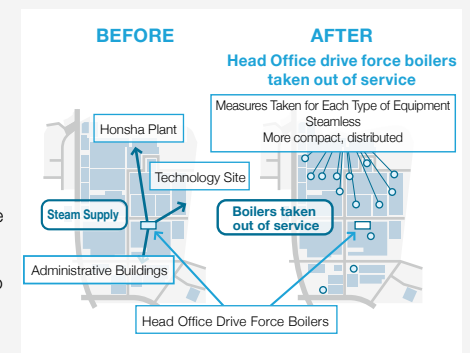 BEFORE
AFTER
Head Office drive force boilers
taken out of service
Measures Taken for Each Type of Equipment
Steamless
More compact, distributed
Honsha Plant
Technology Site
Steam Supply
Boilers taken
out of service
Administrative Buildings
Head Office Drive Force Boilers
e
o